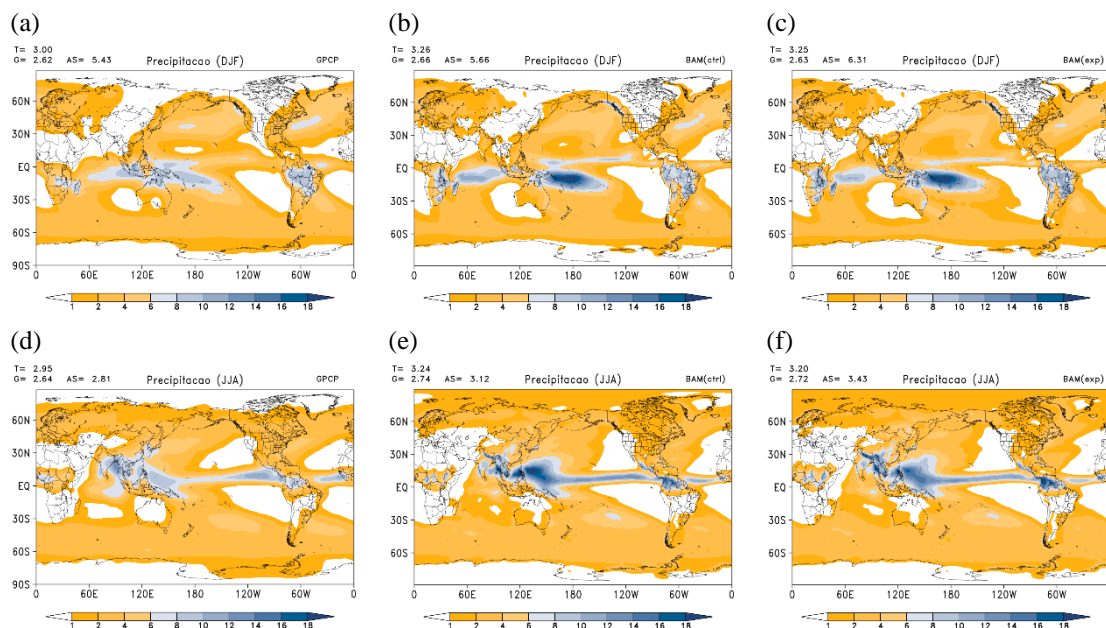 (a) (b) (c)
T= 3.00 T= 3.26 T= 3.25
G= 2.62 AS= 5.43 Precipitacao (DJF) GPCP G= 2.66 AS= 5.66 Precipitacao (DJF) BAM(ctrl) G= 2.63 AS= 6.31 Precipitacao (DJF) BAM(exp)
60N 60N 60N
30N 30N 30N
EQ EQ EQ
30S 30S 30S
60S 60S 60S
90S
0 60E 120E 180 120W 60W 0 0 60E 120E 180 120W 60W 0 0 60E 120E 180 120W 60W 0
1 2 4 6 8 10 12 14 16 18 1 2 4 6 8 10 12 14 16 18 1 2 4 6 8 10 12 14 16 18
(d) (e) (f)
T= 2.95 T= 3.24 T= 3.20
G= 2.64 AS= 2.81 Precipitacao (JJA) GPCP G= 2.74 AS= 3.12 Precipitacao (JJA) BAM(ctrl) G= 2.72 AS= 3.43 Precipitacao (JJA) BAM(exp)
60N 60N 60N
30N 30N 30N
EQ EQ EQ
30S 30S 30S
60S 60S 60S
90S
0 60E 120E 180 120W 60W 0 0 60E 120E 180 120W 60W 0 0 60E 120E 180 120W 60W 0
1 2 4 6 8 10 12 14 16 18 1 2 4 6 8 10 12 14 16 18 1 2 4 6 8 10 12 14 16 18